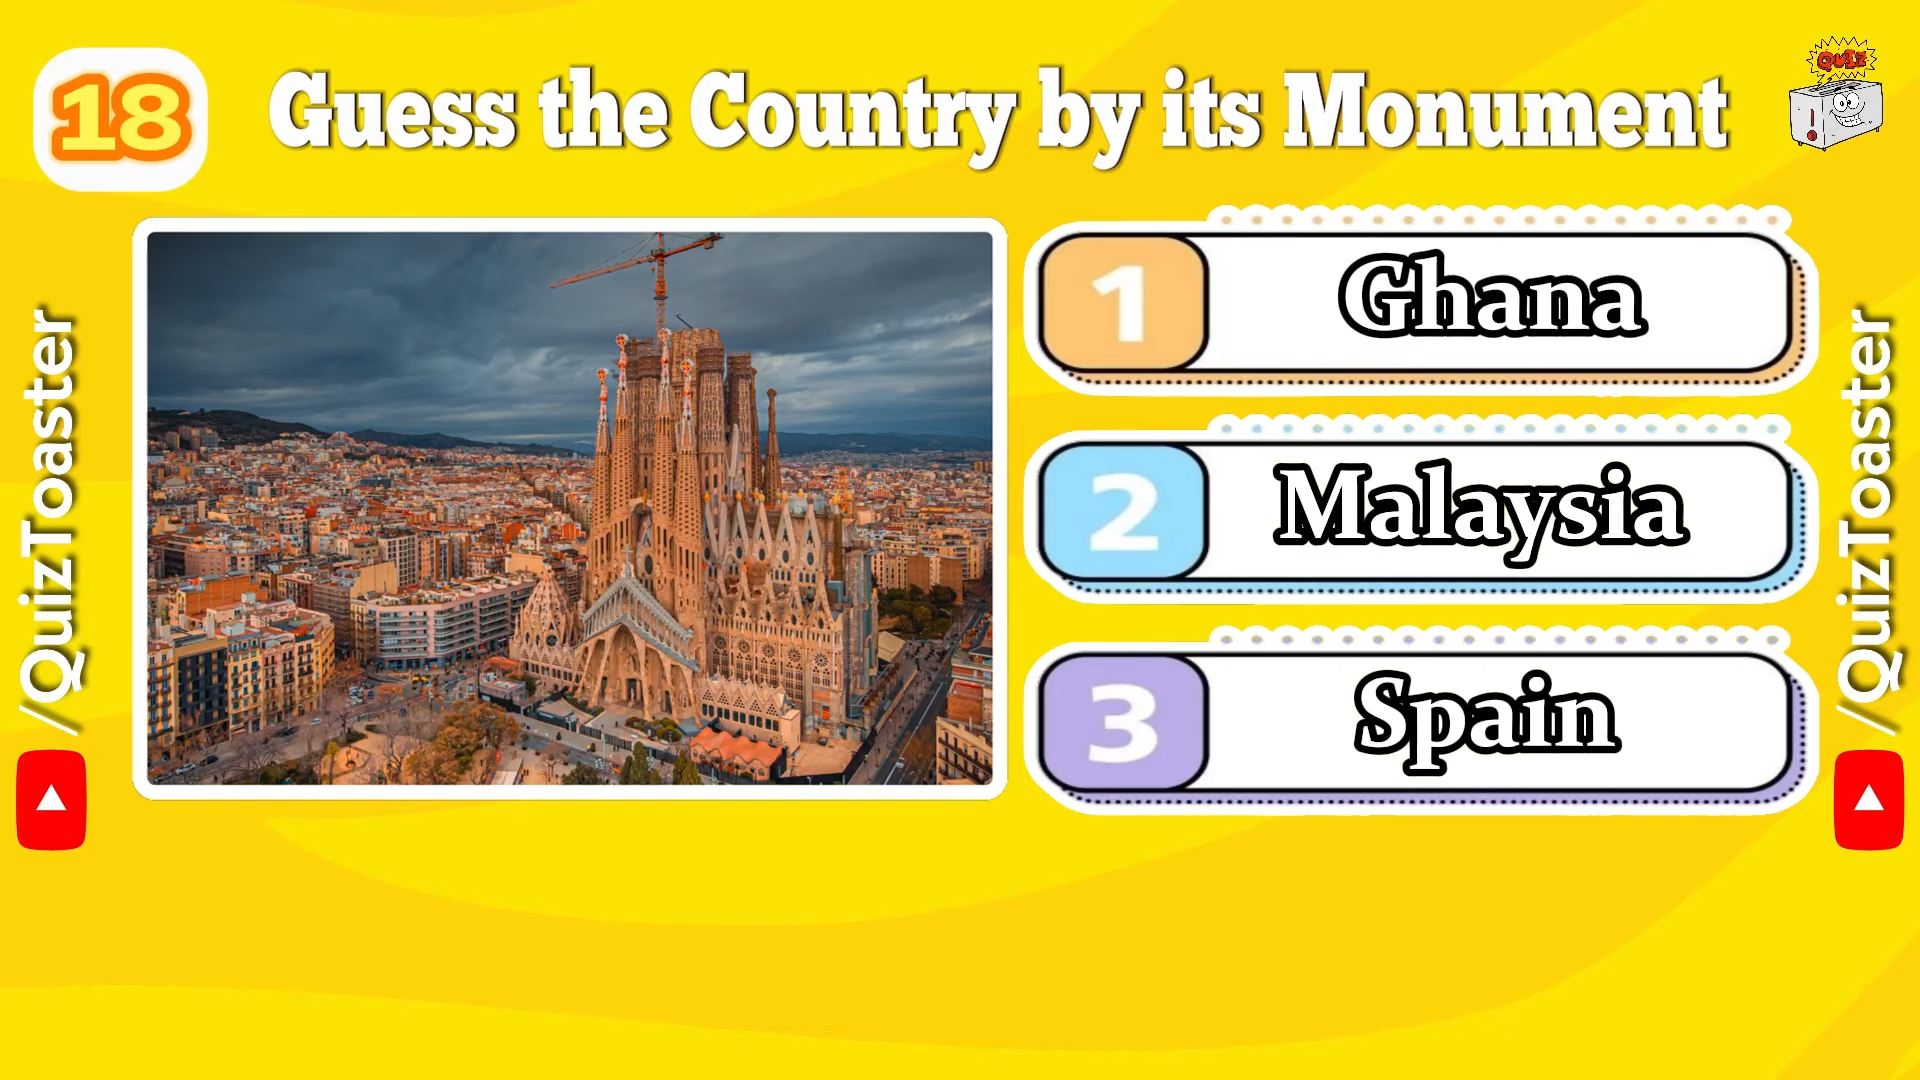 18
Guess the Country by its Monument
QUIZ
1
Ghana
2
Malaysia
3
Spain
/QuizToaster
/QuizToaster